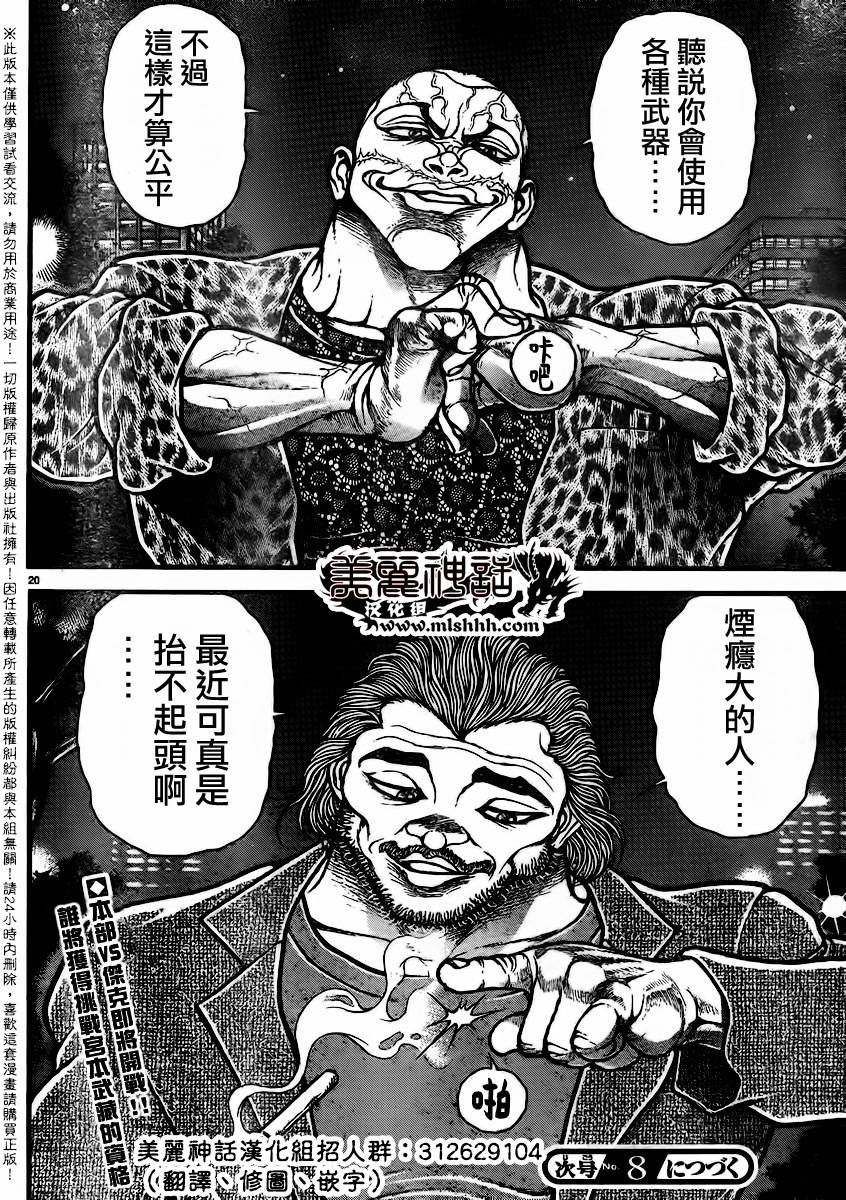 聽說你會使用
各種武器……
不過
這樣才算公平
咔吧
20
美麗神話
汉化组
www.mlshhh.com
煙癮大的人……
最近可真是
抬不起頭啊
……
啪
◆本部VS傑克即將開戰!!
誰將獲得挑戰宮本武藏的資格
美麗神話漢化組招人群：312629104
（翻譯、修圖、嵌字）
次号 No. 8 につづく
※此版本僅供學習試看交流，請勿用於商業用途！一切版權歸原作者與出版社擁有！因任意轉載所產生的版權糾紛都與本組無關！請24小時內刪除，喜歡這套漫畫請購買正版！